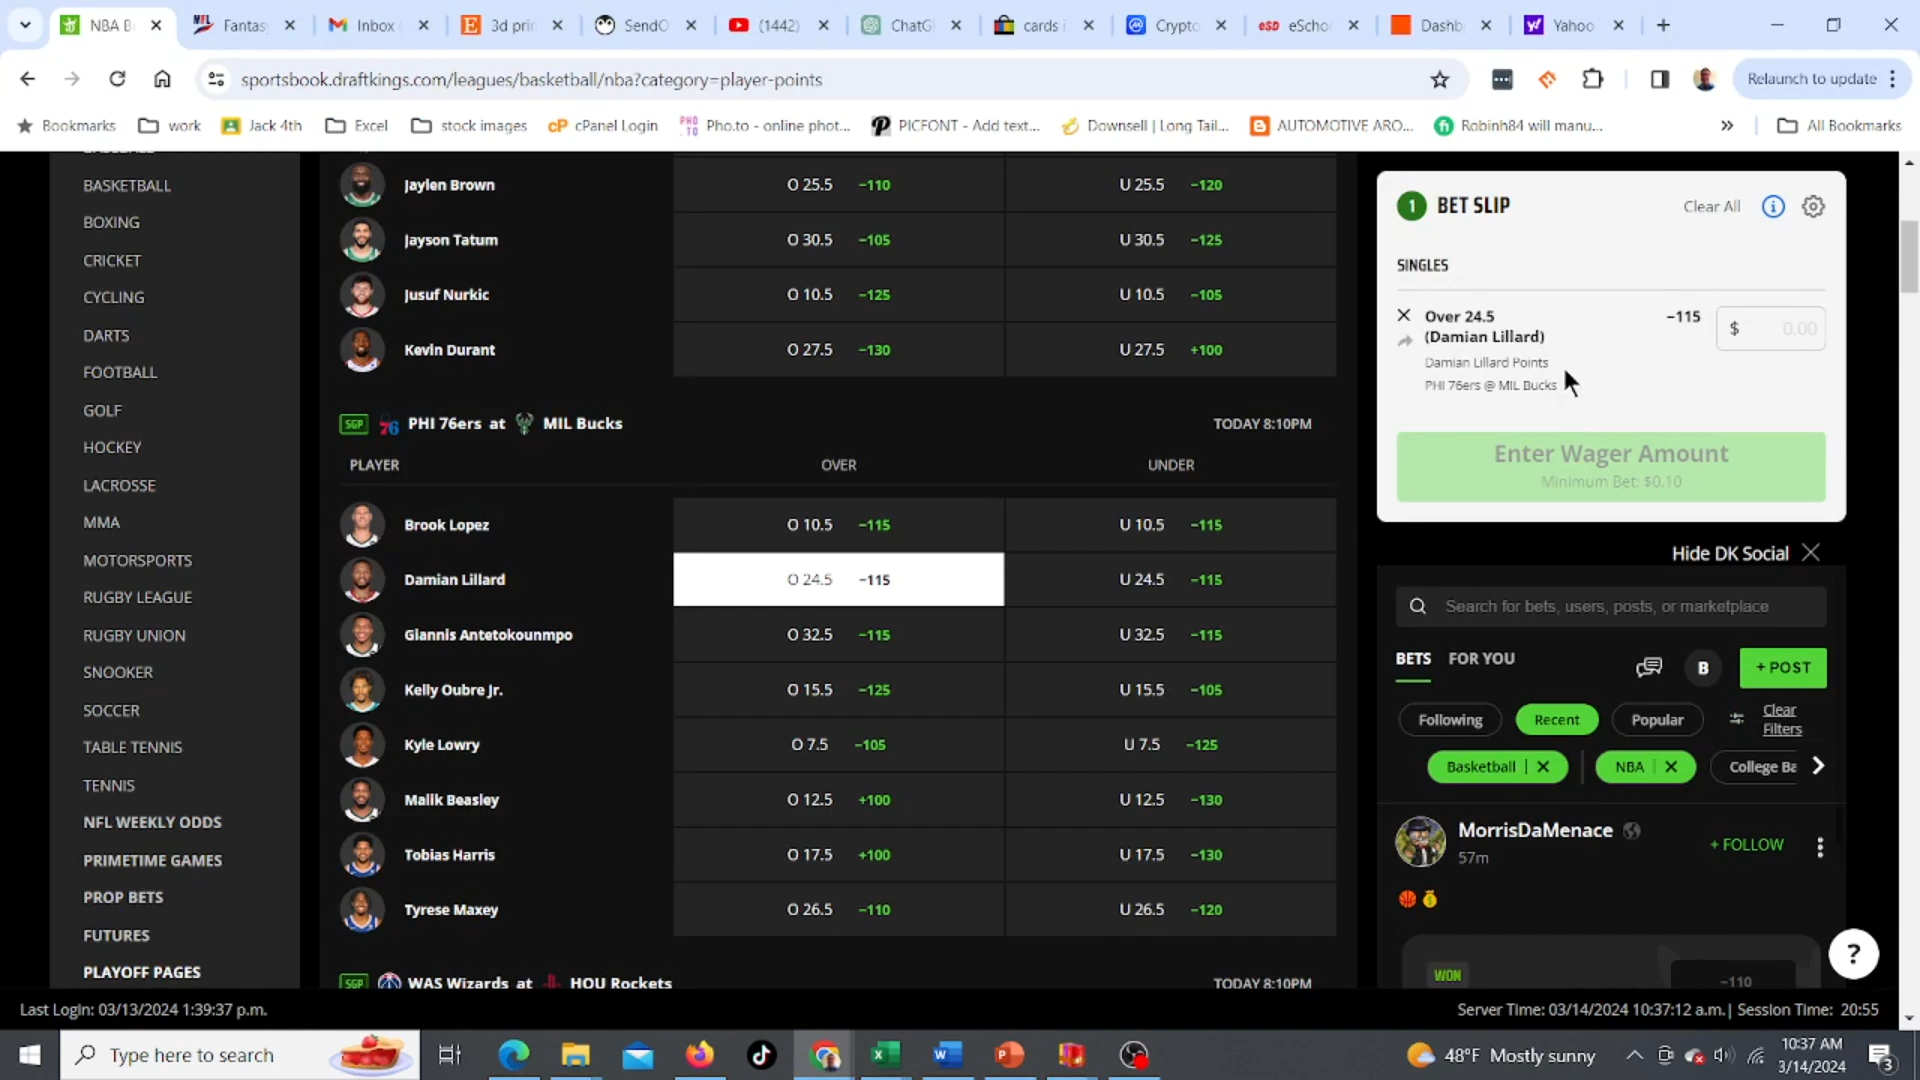 NBA B
Fantas
Inbox
3d prin
SendO
(1442)
ChatG
cards i
Crypto
eSD eScho
Dashb
Yahoo
sportsbook.draftkings.com/leagues/basketball/nba?category=player-points
Relaunch to update
Bookmarks
work
Jack 4th
Excel
stock images
cPanel Login
Pho.to - online phot...
PICFONT - Add text...
Downsell | Long Tail...
AUTOMOTIVE ARO...
Robinh84 will manu...
All Bookmarks
BASKETBALL
BOXING
CRICKET
CYCLING
DARTS
FOOTBALL
GOLF
HOCKEY
LACROSSE
MMA
MOTORSPORTS
RUGBY LEAGUE
RUGBY UNION
SNOOKER
SOCCER
TABLE TENNIS
TENNIS
NFL WEEKLY ODDS
PRIMETIME GAMES
PROP BETS
FUTURES
PLAYOFF PAGES
Jaylen Brown O 25.5 −110 U 25.5 −120
Jayson Tatum O 30.5 −105 U 30.5 −125
Jusuf Nurkic O 10.5 −125 U 10.5 −105
Kevin Durant O 27.5 −130 U 27.5 +100
SGP PHI 76ers at MIL Bucks TODAY 8:10PM
PLAYER OVER UNDER
Brook Lopez O 10.5 −115 U 10.5 −115
Damian Lillard O 24.5 −115 U 24.5 −115
Giannis Antetokounmpo O 32.5 −115 U 32.5 −115
Kelly Oubre Jr. O 15.5 −125 U 15.5 −105
Kyle Lowry O 7.5 −105 U 7.5 −125
Malik Beasley O 12.5 +100 U 12.5 −130
Tobias Harris O 17.5 +100 U 17.5 −130
Tyrese Maxey O 26.5 −110 U 26.5 −120
SGP WAS Wizards at HOU Rockets TODAY 8:10PM
1 BET SLIP Clear All
SINGLES
Over 24.5 −115 $ 0.00
(Damian Lillard)
Damian Lillard Points
PHI 76ers @ MIL Bucks
Enter Wager Amount
Minimum Bet: $0.10
Hide DK Social
Search for bets, users, posts, or marketplace
BETS FOR YOU B + POST
Following Recent Popular Clear
Filters
Basketball NBA College Ba
MorrisDaMenace
57m
+ FOLLOW
WON
−110
?
Last Login: 03/13/2024 1:39:37 p.m.
Server Time: 03/14/2024 10:37:12 a.m.| Session Time: 20:55
Type here to search
48°F Mostly sunny
10:37 AM
3/14/2024
3